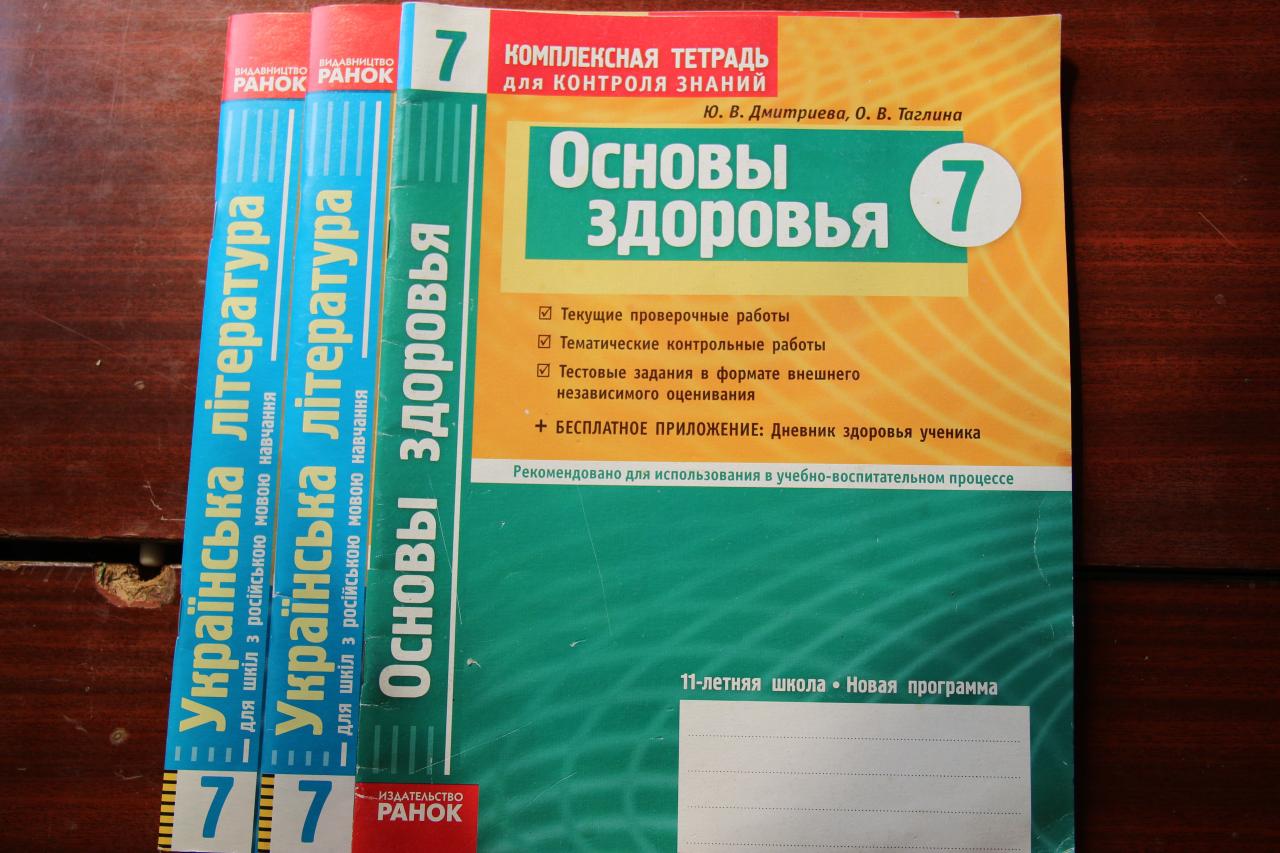 ВИДАВНИЦТВО
РАНОК
Українська література
для шкіл з російською мовою навчання
7
ВИДАВНИЦТВО
РАНОК
Українська література
для шкіл з російською мовою навчання
7
7
Основы здоровья
ИЗДАТЕЛЬСТВО
РАНОК
КОМПЛЕКСНАЯ ТЕТРАДЬ
для КОНТРОЛЯ ЗНАНИЙ
Ю. В. Дмитриева, О. В. Таглина
Основы
здоровья
7
Текущие проверочные работы
Тематические контрольные работы
Тестовые задания в формате внешнего
независимого оценивания
+ БЕСПЛАТНОЕ ПРИЛОЖЕНИЕ: Дневник здоровья ученика
Рекомендовано для использования в учебно-воспитательном процессе
11-летняя школа • Новая программа